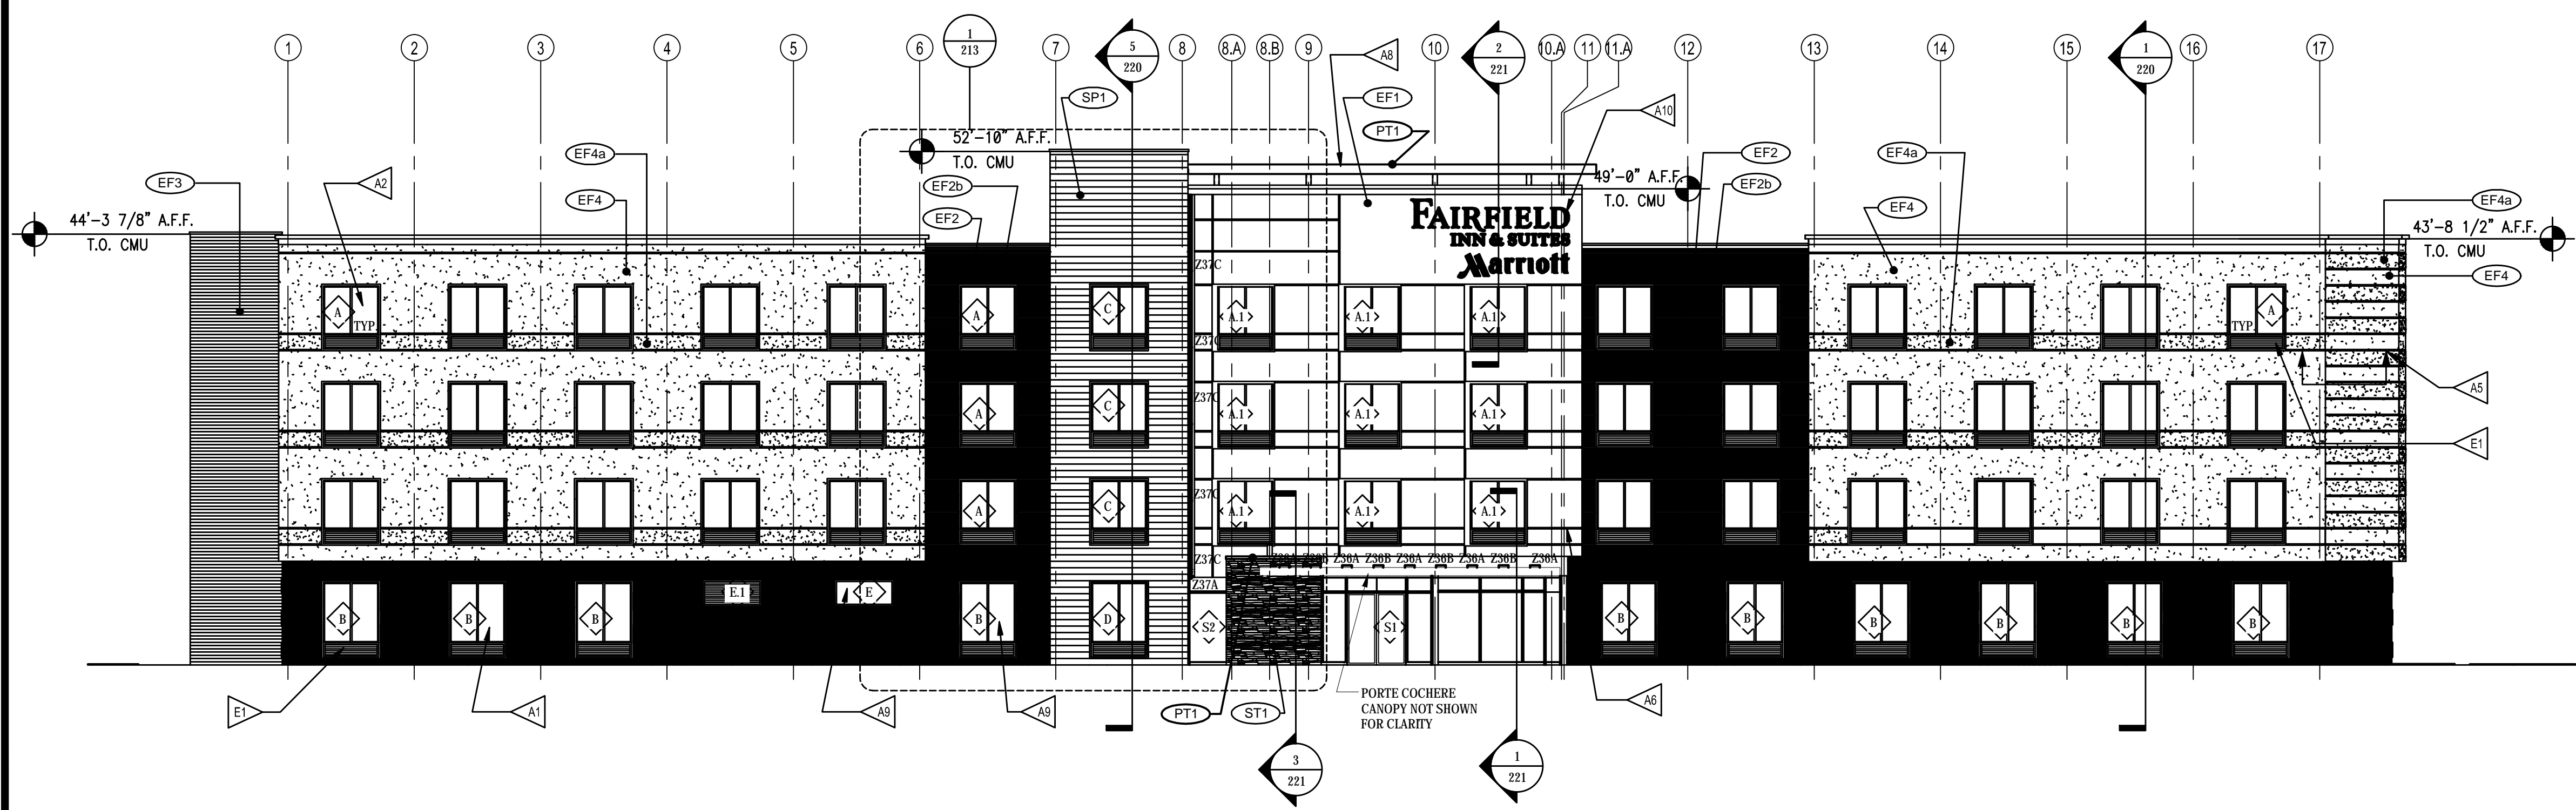 1
213
5
220
2
221
1
220
1
2
3
4
5
6
7
8
8.A
8.B
9
10
10.A
11
11.A
12
13
14
15
16
17
A8
SP1
EF1
PT1
A10
52'-10" A.F.F.
T.O. CMU
EF4a
EF2
EF4a
EF3
A2
EF2b
49'-0" A.F.F.
T.O. CMU
EF2b
EF4
EF4
EF4a
44'-3 7/8" A.F.F.
T.O. CMU
EF2
FAIRFIELD
INN & SUITES
Marriott
43'-8 1/2" A.F.F.
T.O. CMU
Z37C
EF4
A
TYP.
A
C
A.1
A.1
A.1
TYP.
A
Z37C
A5
Z37C
A
C
A.1
A.1
A.1
E1
Z37C
A
C
A.1
A.1
A.1
Z37C
Z36A
Z36B
Z36A
Z36B
Z36A
Z36B
Z36A
Z36B
Z36A
Z37A
E.1
E
B
B
B
B
D
S2
S1
B
B
B
B
B
B
PORTE COCHERE
CANOPY NOT SHOWN
FOR CLARITY
E1
A1
A9
A9
PT1
ST1
A6
3
221
1
221